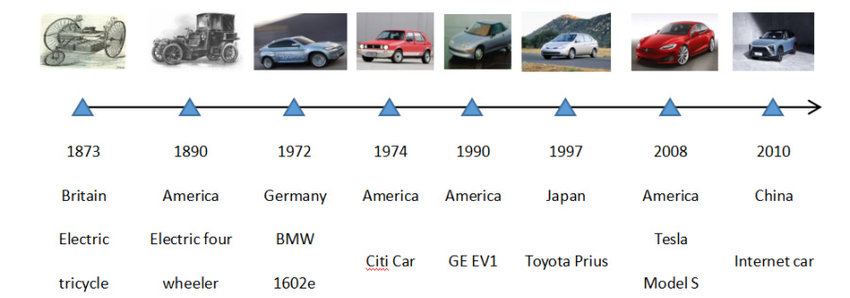 1873 1890 1972 1974 1990 1997 2008 2010
Britain America Germany America America Japan America China
Electric Electric four BMW Tesla
Citi Car GE EV1 Toyota Prius Internet car
tricycle wheeler 1602e Model S